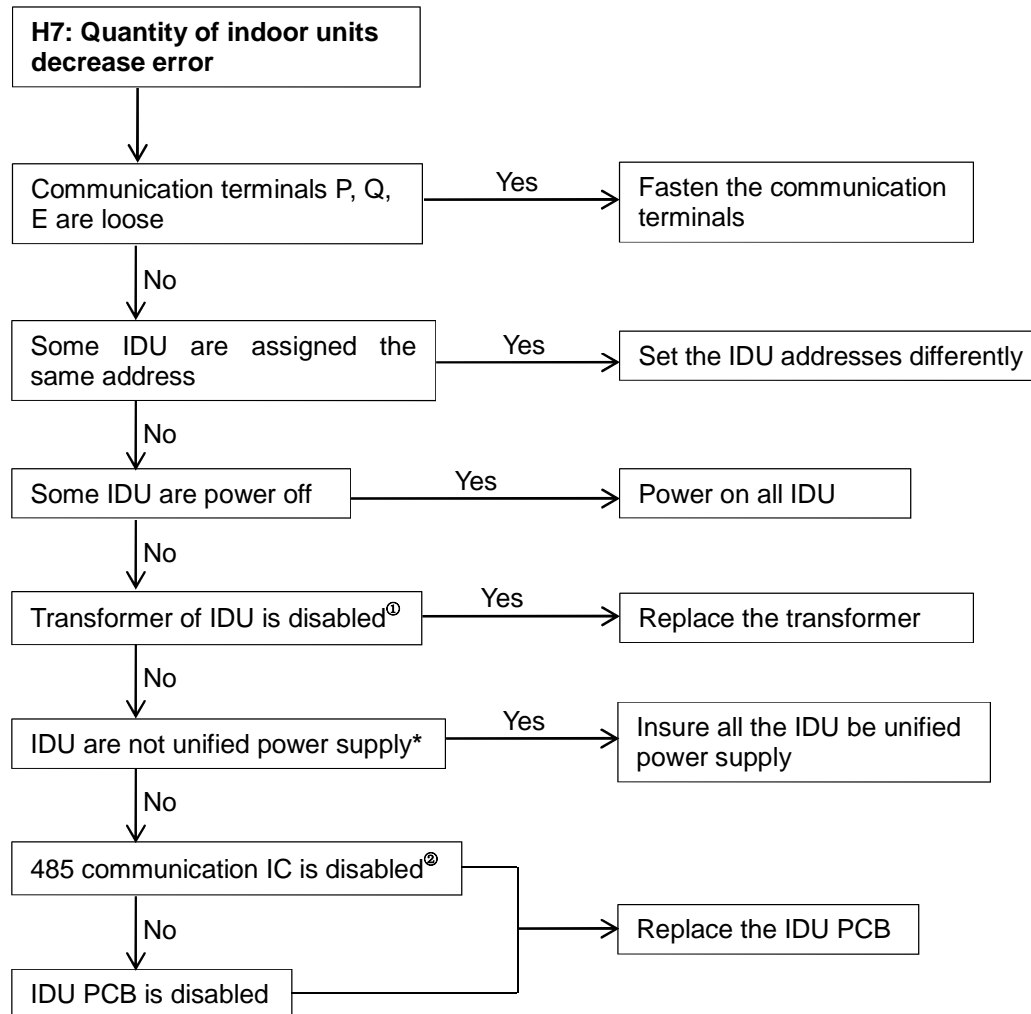 H7: Quantity of indoor units
decrease error
Communication terminals P, Q,
E are loose
Yes
Fasten the communication
terminals
No
Some IDU are assigned the
same address
Yes
Set the IDU addresses differently
No
Some IDU are power off
Yes
Power on all IDU
No
Transformer of IDU is disabled①
Yes
Replace the transformer
No
IDU are not unified power supply*
Yes
Insure all the IDU be unified
power supply
No
485 communication IC is disabled②
No
Replace the IDU PCB
IDU PCB is disabled